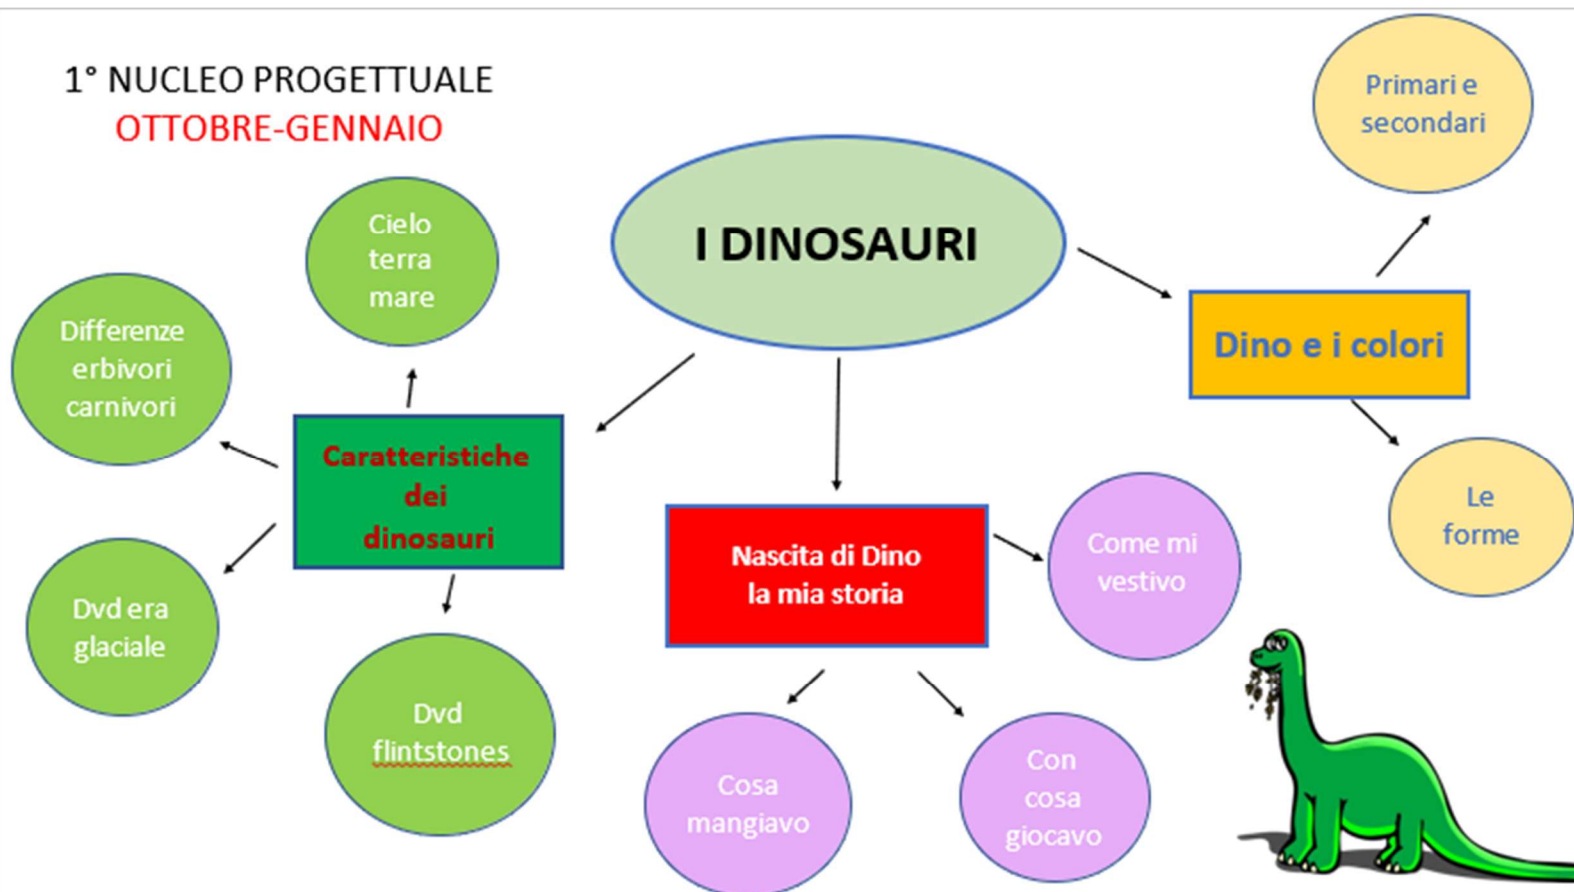 1° NUCLEO PROGETTUALE
OTTOBRE-GENNAIO
I DINOSAURI
Caratteristiche
dei
dinosauri
Cielo
terra
mare
Differenze
erbivori
carnivori
Dvd era
glaciale
Dvd
flintstones
Nascita di Dino
la mia storia
Come mi
vestivo
Cosa
mangiavo
Con
cosa
giocavo
Dino e i colori
Primari e
secondari
Le
forme